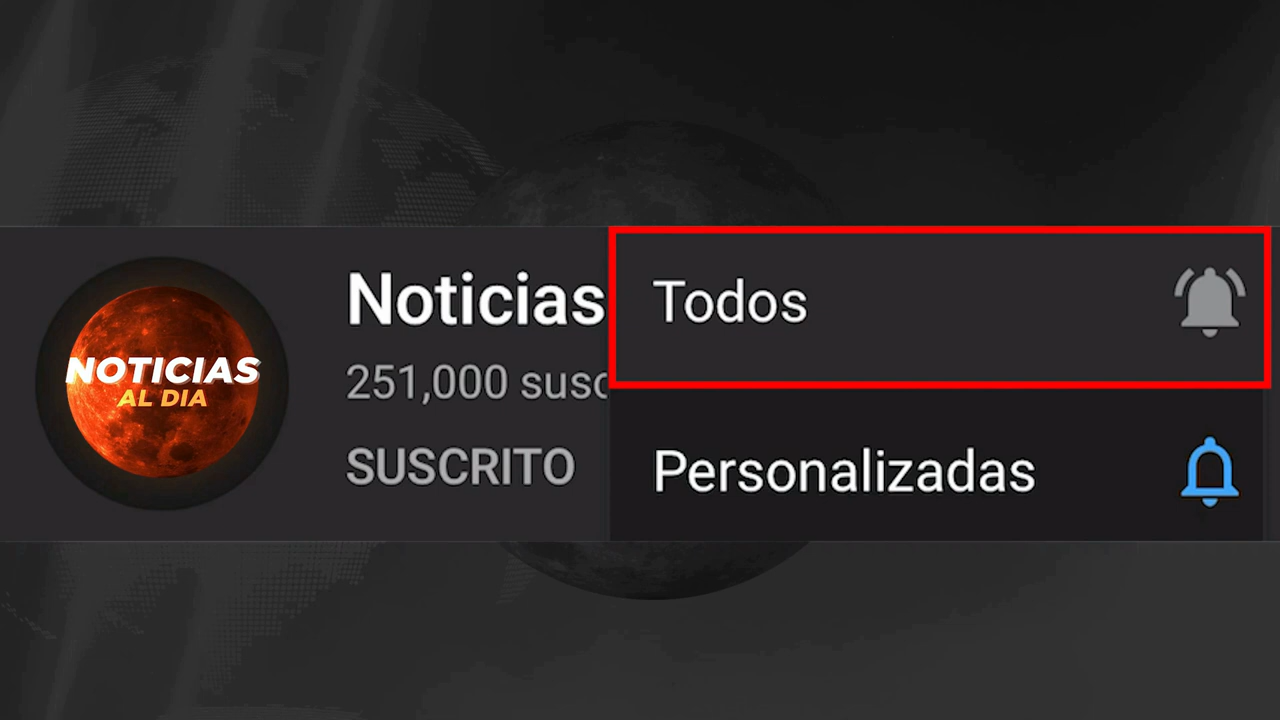 NOTICIAS
AL DIA
Noticias
251,000 susc
SUSCRITO
Todos
Personalizadas